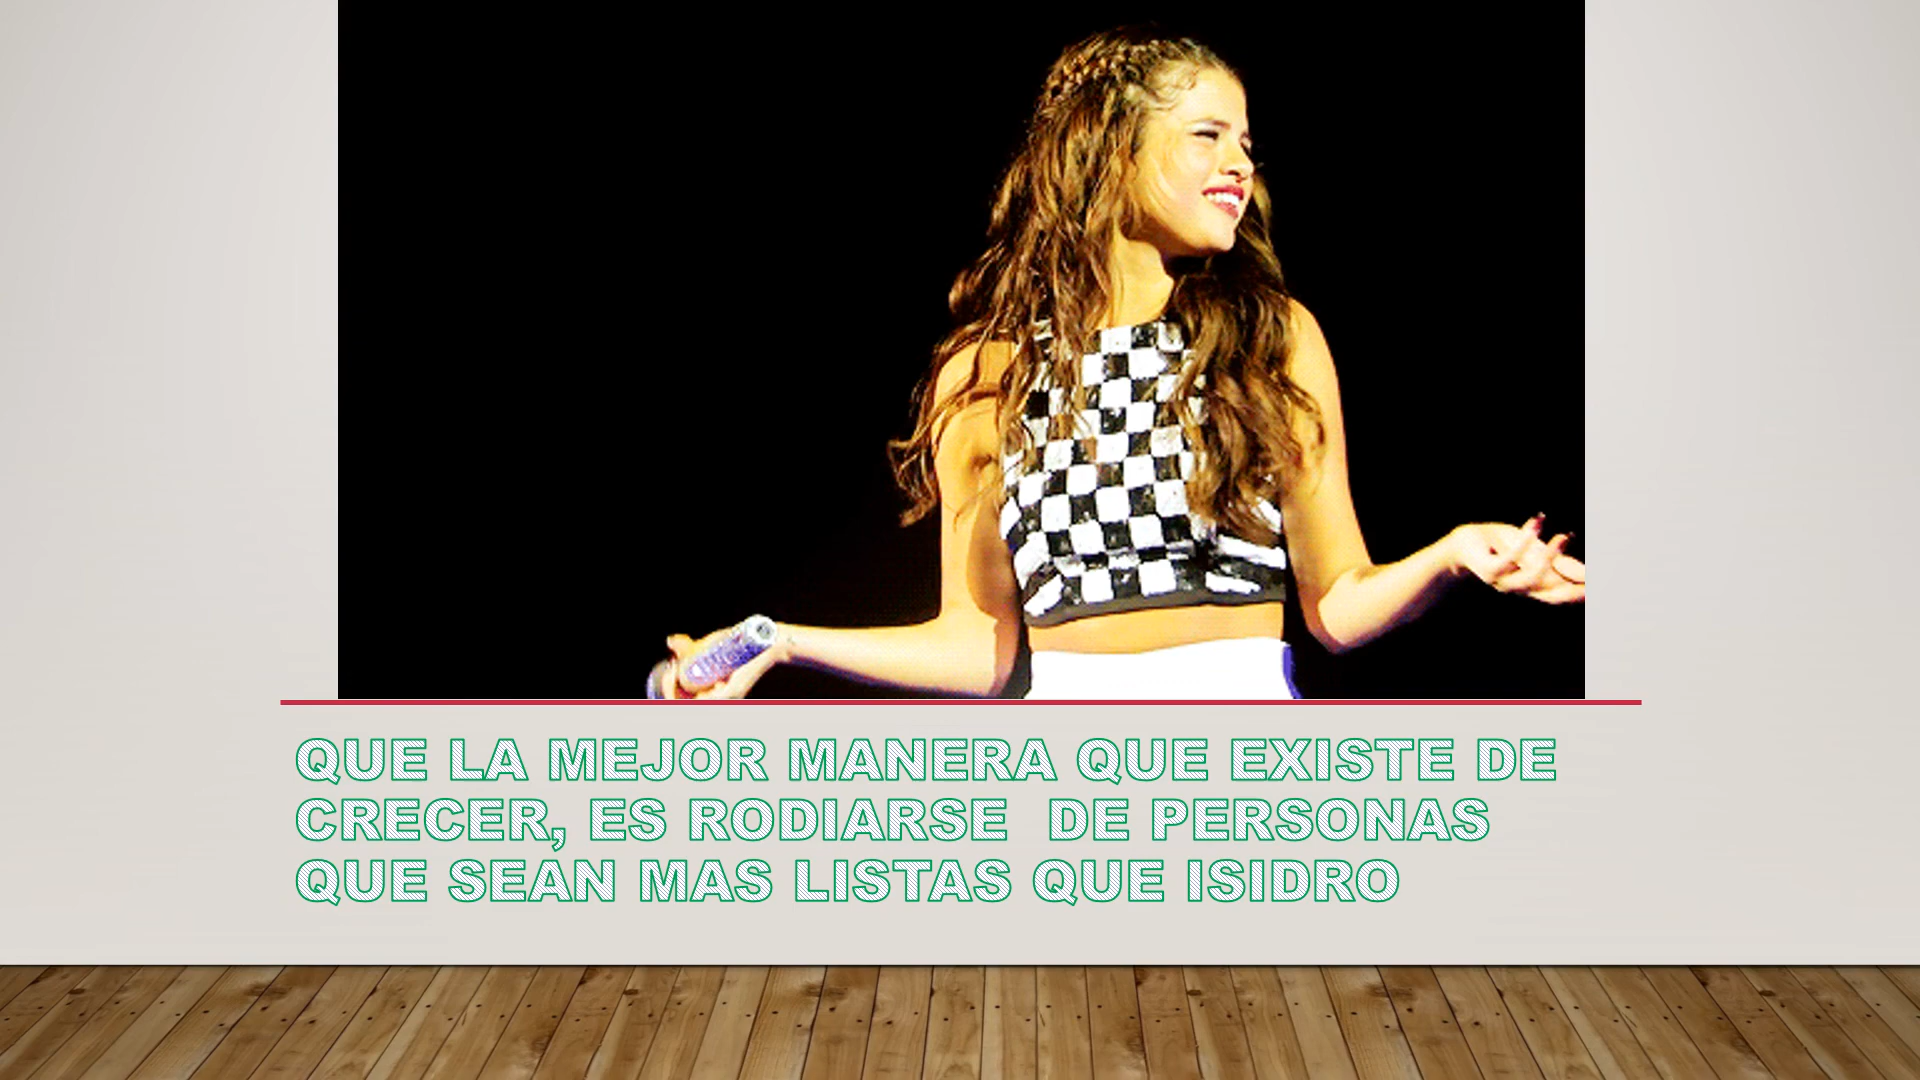 QUE LA MEJOR MANERA QUE EXISTE DE
CRECER, ES RODIARSE  DE PERSONAS
QUE SEAN MAS LISTAS QUE ISIDRO